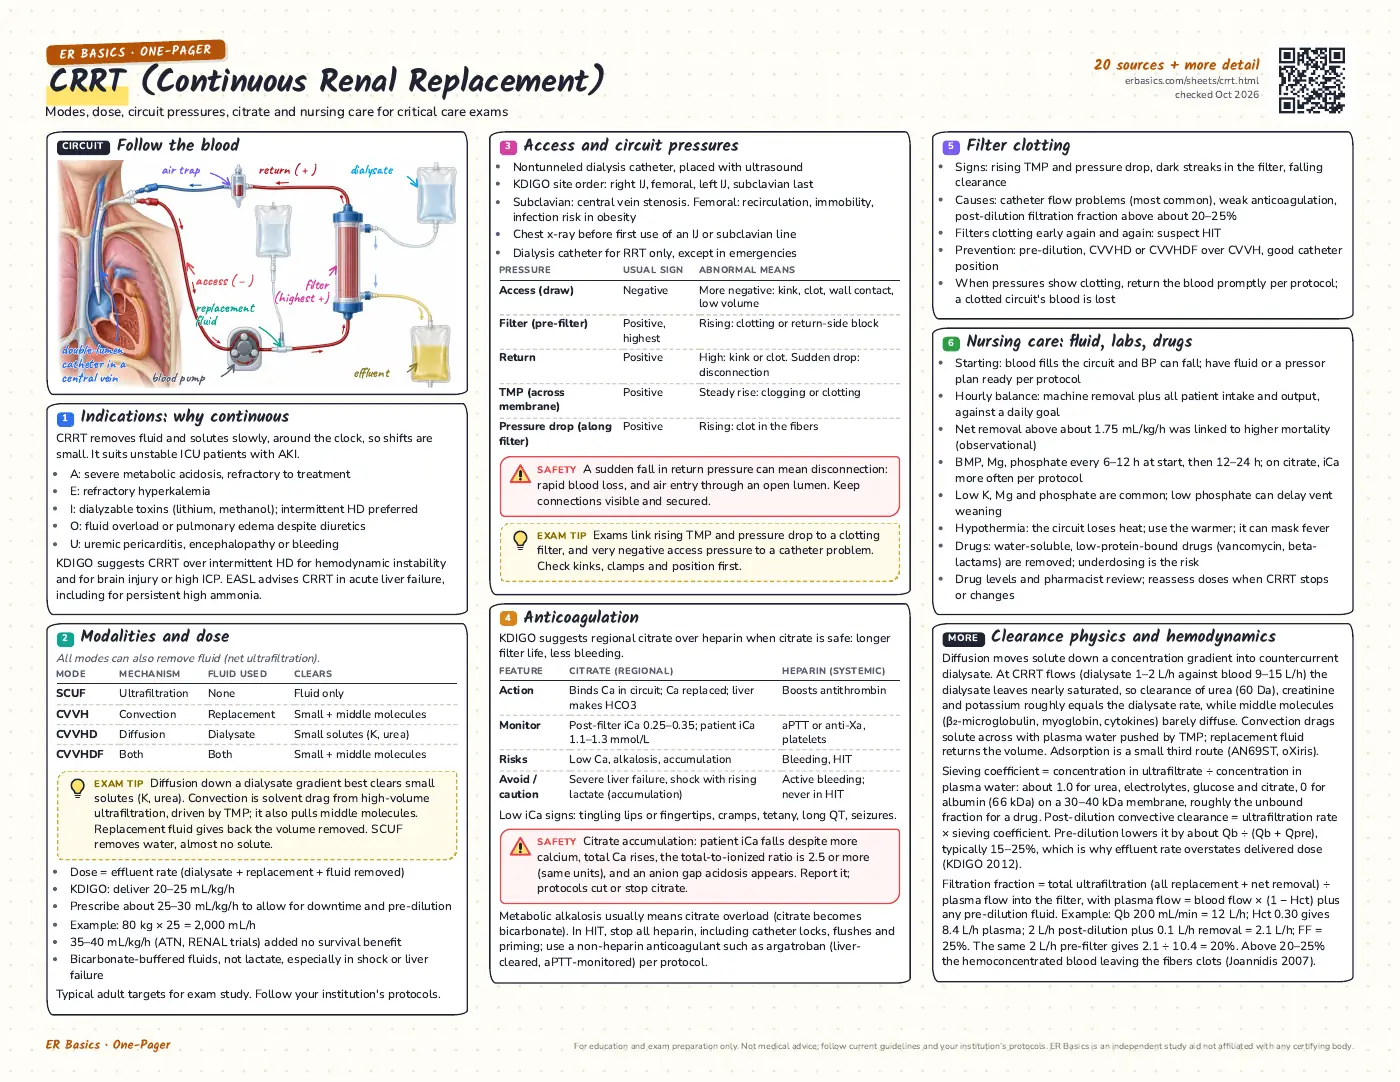 ER BASICS · ONE-PAGER
CRRT (Continuous Renal Replacement)
Modes, dose, circuit pressures, citrate and nursing care for critical care exams
20 sources + more detail
erbasics.com/sheets/crrt.html
checked Oct 2026
CIRCUIT Follow the blood
air trap
return (+)
dialysate
access (−)
filter
(highest +)
replacement
fluid
double lumen
catheter in a
central vein
blood pump
effluent
1 Indications: why continuous
CRRT removes fluid and solutes slowly, around the clock, so shifts are
small. It suits unstable ICU patients with AKI.
• A: severe metabolic acidosis, refractory to treatment
• E: refractory hyperkalemia
• I: dialyzable toxins (lithium, methanol); intermittent HD preferred
• O: fluid overload or pulmonary edema despite diuretics
• U: uremic pericarditis, encephalopathy or bleeding
KDIGO suggests CRRT over intermittent HD for hemodynamic instability
and for brain injury or high ICP. EASL advises CRRT in acute liver failure,
including for persistent high ammonia.
2 Modalities and dose
All modes can also remove fluid (net ultrafiltration).
MODE MECHANISM FLUID USED CLEARS
SCUF Ultrafiltration None Fluid only
CVVH Convection Replacement Small + middle molecules
CVVHD Diffusion Dialysate Small solutes (K, urea)
CVVHDF Both Both Small + middle molecules
EXAM TIP Diffusion down a dialysate gradient best clears small
solutes (K, urea). Convection is solvent drag from high-volume
ultrafiltration, driven by TMP; it also pulls middle molecules.
Replacement fluid gives back the volume removed. SCUF
removes water, almost no solute.
• Dose = effluent rate (dialysate + replacement + fluid removed)
• KDIGO: deliver 20–25 mL/kg/h
• Prescribe about 25–30 mL/kg/h to allow for downtime and pre-dilution
• Example: 80 kg × 25 = 2,000 mL/h
• 35–40 mL/kg/h (ATN, RENAL trials) added no survival benefit
• Bicarbonate-buffered fluids, not lactate, especially in shock or liver
failure
Typical adult targets for exam study. Follow your institution's protocols.
3 Access and circuit pressures
• Nontunneled dialysis catheter, placed with ultrasound
• KDIGO site order: right IJ, femoral, left IJ, subclavian last
• Subclavian: central vein stenosis. Femoral: recirculation, immobility,
infection risk in obesity
• Chest x-ray before first use of an IJ or subclavian line
• Dialysis catheter for RRT only, except in emergencies
PRESSURE USUAL SIGN ABNORMAL MEANS
Access (draw) Negative More negative: kink, clot, wall contact,
low volume
Filter (pre-filter) Positive, Rising: clotting or return-side block
highest
Return Positive High: kink or clot. Sudden drop:
disconnection
TMP (across Positive Steady rise: clogging or clotting
membrane)
Pressure drop (along Positive Rising: clot in the fibers
filter)
SAFETY A sudden fall in return pressure can mean disconnection:
rapid blood loss, and air entry through an open lumen. Keep
connections visible and secured.
EXAM TIP Exams link rising TMP and pressure drop to a clotting
filter, and very negative access pressure to a catheter problem.
Check kinks, clamps and position first.
4 Anticoagulation
KDIGO suggests regional citrate over heparin when citrate is safe: longer
filter life, less bleeding.
FEATURE CITRATE (REGIONAL) HEPARIN (SYSTEMIC)
Action Binds Ca in circuit; Ca replaced; liver Boosts antithrombin
makes HCO3
Monitor Post-filter iCa 0.25–0.35; patient iCa aPTT or anti-Xa,
1.1–1.3 mmol/L platelets
Risks Low Ca, alkalosis, accumulation Bleeding, HIT
Avoid / Severe liver failure, shock with rising Active bleeding;
caution lactate (accumulation) never in HIT
Low iCa signs: tingling lips or fingertips, cramps, tetany, long QT, seizures.
SAFETY Citrate accumulation: patient iCa falls despite more
calcium, total Ca rises, the total-to-ionized ratio is 2.5 or more
(same units), and an anion gap acidosis appears. Report it;
protocols cut or stop citrate.
Metabolic alkalosis usually means citrate overload (citrate becomes
bicarbonate). In HIT, stop all heparin, including catheter locks, flushes and
priming; use a non-heparin anticoagulant such as argatroban (liver-
cleared, aPTT-monitored) per protocol.
5 Filter clotting
• Signs: rising TMP and pressure drop, dark streaks in the filter, falling
clearance
• Causes: catheter flow problems (most common), weak anticoagulation,
post-dilution filtration fraction above about 20–25%
• Filters clotting early again and again: suspect HIT
• Prevention: pre-dilution, CVVHD or CVVHDF over CVVH, good catheter
position
• When pressures show clotting, return the blood promptly per protocol;
a clotted circuit's blood is lost
6 Nursing care: fluid, labs, drugs
• Starting: blood fills the circuit and BP can fall; have fluid or a pressor
plan ready per protocol
• Hourly balance: machine removal plus all patient intake and output,
against a daily goal
• Net removal above about 1.75 mL/kg/h was linked to higher mortality
(observational)
• BMP, Mg, phosphate every 6–12 h at start, then 12–24 h; on citrate, iCa
more often per protocol
• Low K, Mg and phosphate are common; low phosphate can delay vent
weaning
• Hypothermia: the circuit loses heat; use the warmer; it can mask fever
• Drugs: water-soluble, low-protein-bound drugs (vancomycin, beta-
lactams) are removed; underdosing is the risk
• Drug levels and pharmacist review; reassess doses when CRRT stops
or changes
MORE Clearance physics and hemodynamics
Diffusion moves solute down a concentration gradient into countercurrent
dialysate. At CRRT flows (dialysate 1–2 L/h against blood 9–15 L/h) the
dialysate leaves nearly saturated, so clearance of urea (60 Da), creatinine
and potassium roughly equals the dialysate rate, while middle molecules
(β₂-microglobulin, myoglobin, cytokines) barely diffuse. Convection drags
solute across with plasma water pushed by TMP; replacement fluid
returns the volume. Adsorption is a small third route (AN69ST, oXiris).
Sieving coefficient = concentration in ultrafiltrate ÷ concentration in
plasma water: about 1.0 for urea, electrolytes, glucose and citrate, 0 for
albumin (66 kDa) on a 30–40 kDa membrane, roughly the unbound
fraction for a drug. Post-dilution convective clearance = ultrafiltration rate
× sieving coefficient. Pre-dilution lowers it by about Qb ÷ (Qb + Qpre),
typically 15–25%, which is why effluent rate overstates delivered dose
(KDIGO 2012).
Filtration fraction = total ultrafiltration (all replacement + net removal) ÷
plasma flow into the filter, with plasma flow = blood flow × (1 − Hct) plus
any pre-dilution fluid. Example: Qb 200 mL/min = 12 L/h; Hct 0.30 gives
8.4 L/h plasma; 2 L/h post-dilution plus 0.1 L/h removal = 2.1 L/h; FF =
25%. The same 2 L/h pre-filter gives 2.1 ÷ 10.4 = 20%. Above 20–25%
the hemoconcentrated blood leaving the fibers clots (Joannidis 2007).
ER Basics · One-Pager
For education and exam preparation only. Not medical advice; follow current guidelines and your institution's protocols. ER Basics is an independent study aid not affiliated with any certifying body.